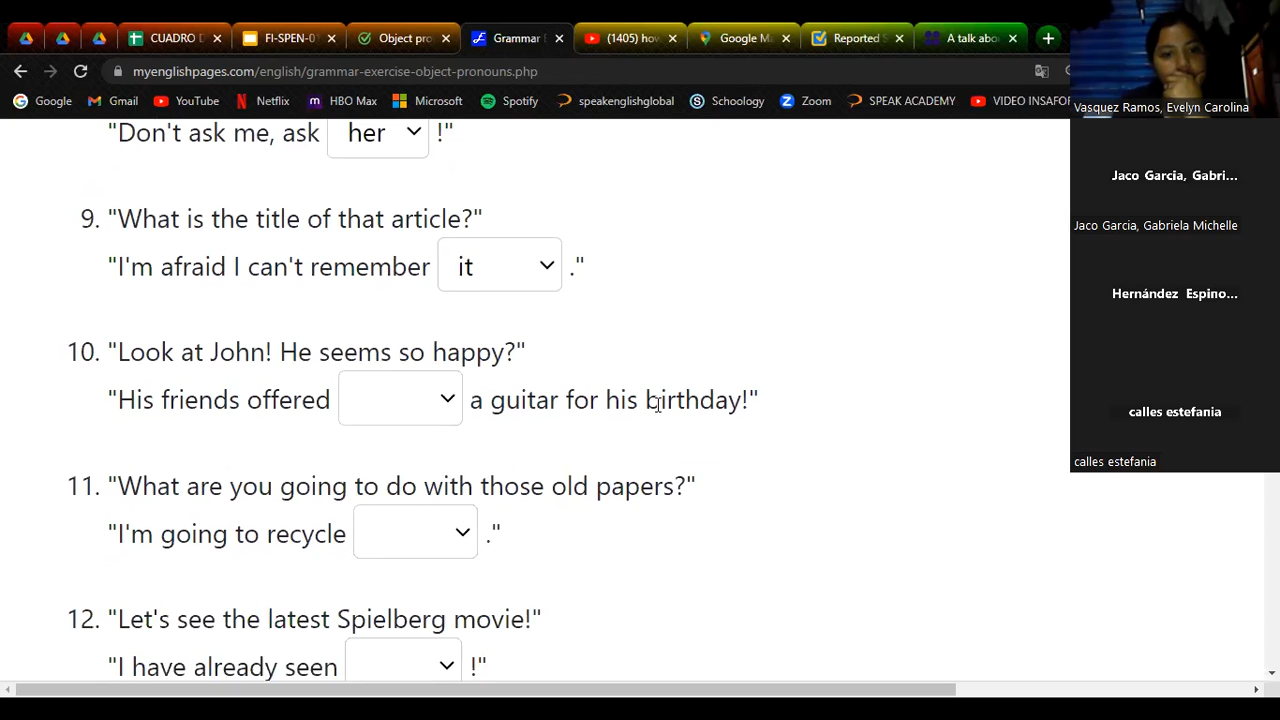 CUADRO D
FI-SPEN-01
Object pro
Grammar
(1405) how
Google Ma
Reported S
A talk abo
myenglishpages.com/english/grammar-exercise-object-pronouns.php
Google
Gmail
YouTube
Netflix
HBO Max
Microsoft
Spotify
speakenglishglobal
Schoology
Zoom
SPEAK ACADEMY
VIDEO INSAFOR
"Don't ask me, ask her !"
9. "What is the title of that article?"
"I'm afraid I can't remember it ."
10. "Look at John! He seems so happy?"
"His friends offered a guitar for his birthday!"
11. "What are you going to do with those old papers?"
"I'm going to recycle ."
12. "Let's see the latest Spielberg movie!"
"I have already seen !"
Vasquez Ramos, Evelyn Carolina
Jaco Garcia, Gabri...
Jaco Garcia, Gabriela Michelle
Hernández Espino...
calles estefania
calles estefania